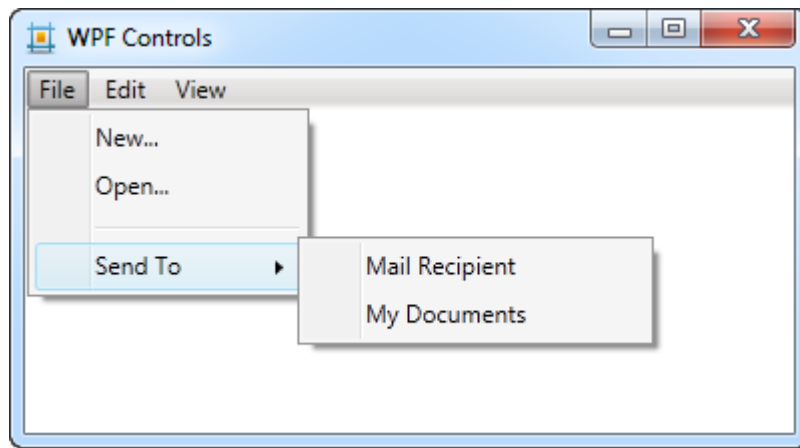 WPF Controls
File Edit View
New...
Open...
Send To
Mail Recipient
My Documents